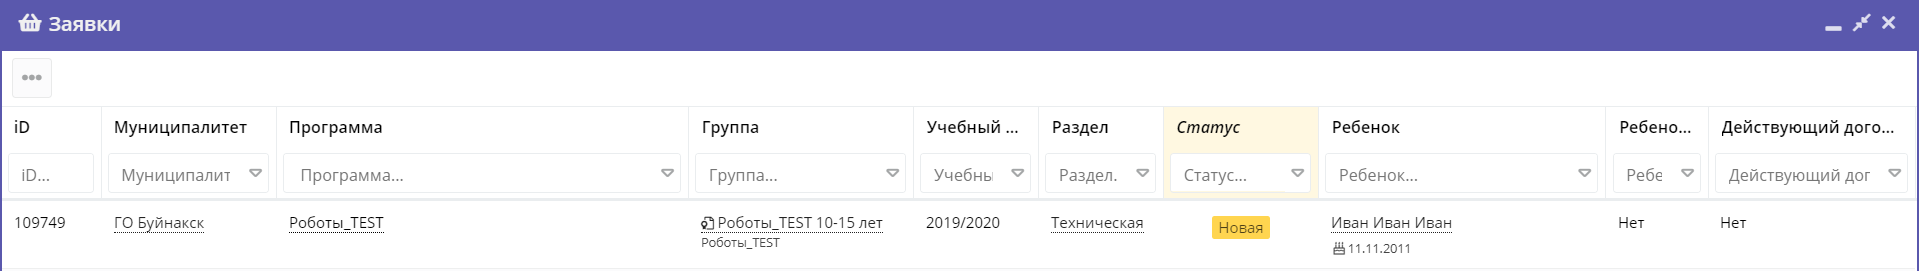 Заявки
iD Муниципалитет Программа Группа Учебный ... Раздел Статус Ребенок Ребено... Действующий дого...
iD... Муниципалит Программа... Группа... Учебны Раздел. Статус... Ребенок... Ребе Действующий дог
109749 ГО Буйнакск Роботы_TEST Роботы_TEST 10-15 лет 2019/2020 Техническая Новая Иван Иван Иван Нет Нет
Роботы_TEST 11.11.2011